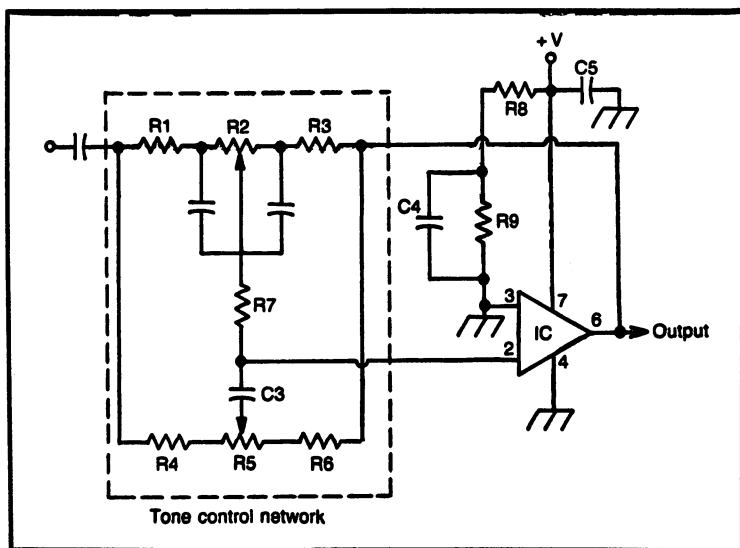 +V
C5
R8
R1
R2
R3
C4
R9
R7
3
7
IC
6
Output
2
4
C3
R4
R5
R6
Tone control network